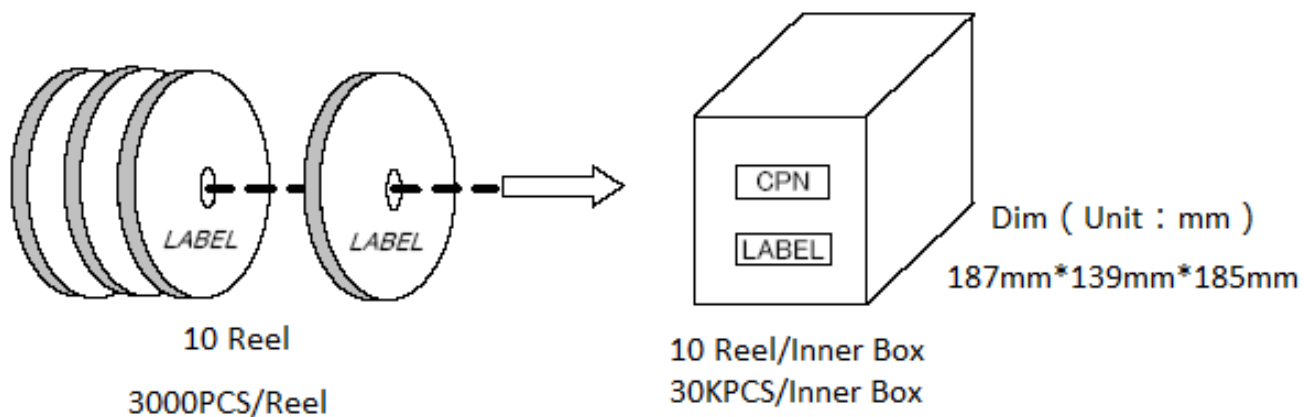 LABEL
LABEL
10 Reel
3000PCS/Reel
CPN
LABEL
Dim ( Unit : mm )
187mm*139mm*185mm
10 Reel/Inner Box
30KPCS/Inner Box